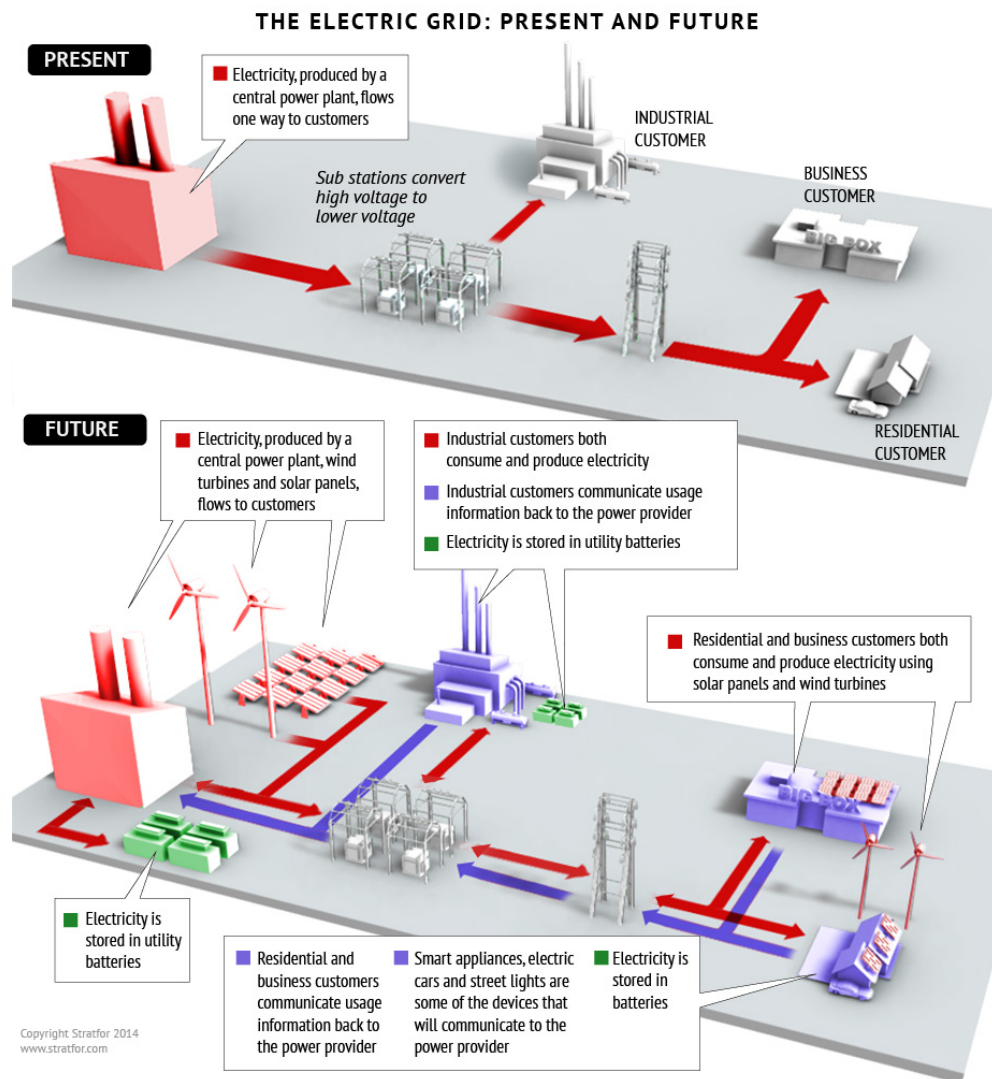 THE ELECTRIC GRID: PRESENT AND FUTURE
PRESENT
Electricity, produced by a
central power plant, flows
one way to customers
INDUSTRIAL
CUSTOMER
Sub stations convert
high voltage to
lower voltage
BUSINESS
CUSTOMER
BIG BOX
RESIDENTIAL
CUSTOMER
FUTURE
Electricity, produced by a
central power plant, wind
turbines and solar panels,
flows to customers
Industrial customers both
consume and produce electricity
Industrial customers communicate usage
information back to the power provider
Electricity is stored in utility batteries
Residential and business customers both
consume and produce electricity using
solar panels and wind turbines
BIG BOX
Electricity is
stored in utility
batteries
Residential and
business customers
communicate usage
information back to
the power provider
Smart appliances, electric
cars and street lights are
some of the devices that
will communicate to the
power provider
Electricity is
stored in
batteries
Copyright Stratfor 2014
www.stratfor.com